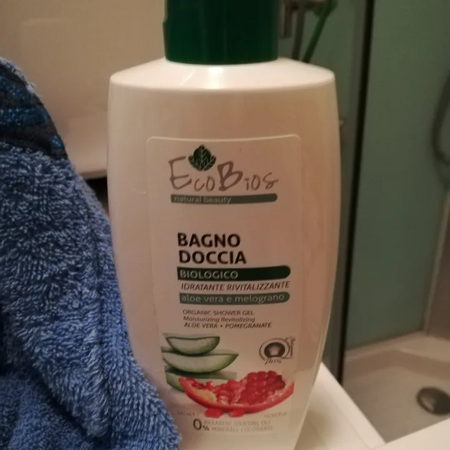 EcoBios
natural beauty
BAGNO
DOCCIA
BIOLOGICO
IDRATANTE RIVITALIZZANTE
aloe vera e melograno
ORGANIC SHOWER GEL
Moisturizing Revitalizing
ALOE VERA + POMEGRANATE
0%